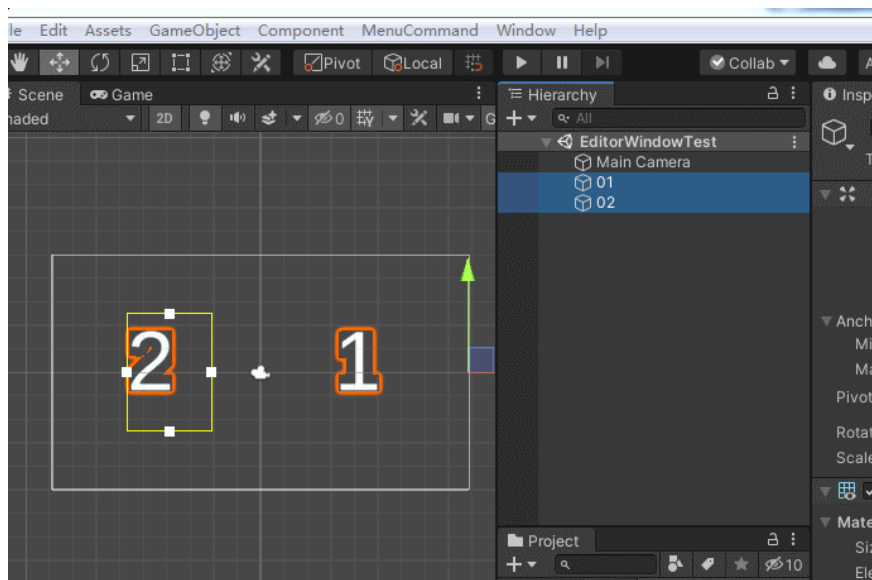 le Edit Assets GameObject Component MenuCommand Window Help
Pivot Local Collab A
Scene Game Hierarchy Insp
haded 2D 0 G All
EditorWindowTest
Main Camera
01
02
2 1
Anch
Mi
Ma
Pivot
Rotat
Scale
Mate
Project
Siz
10
Ele